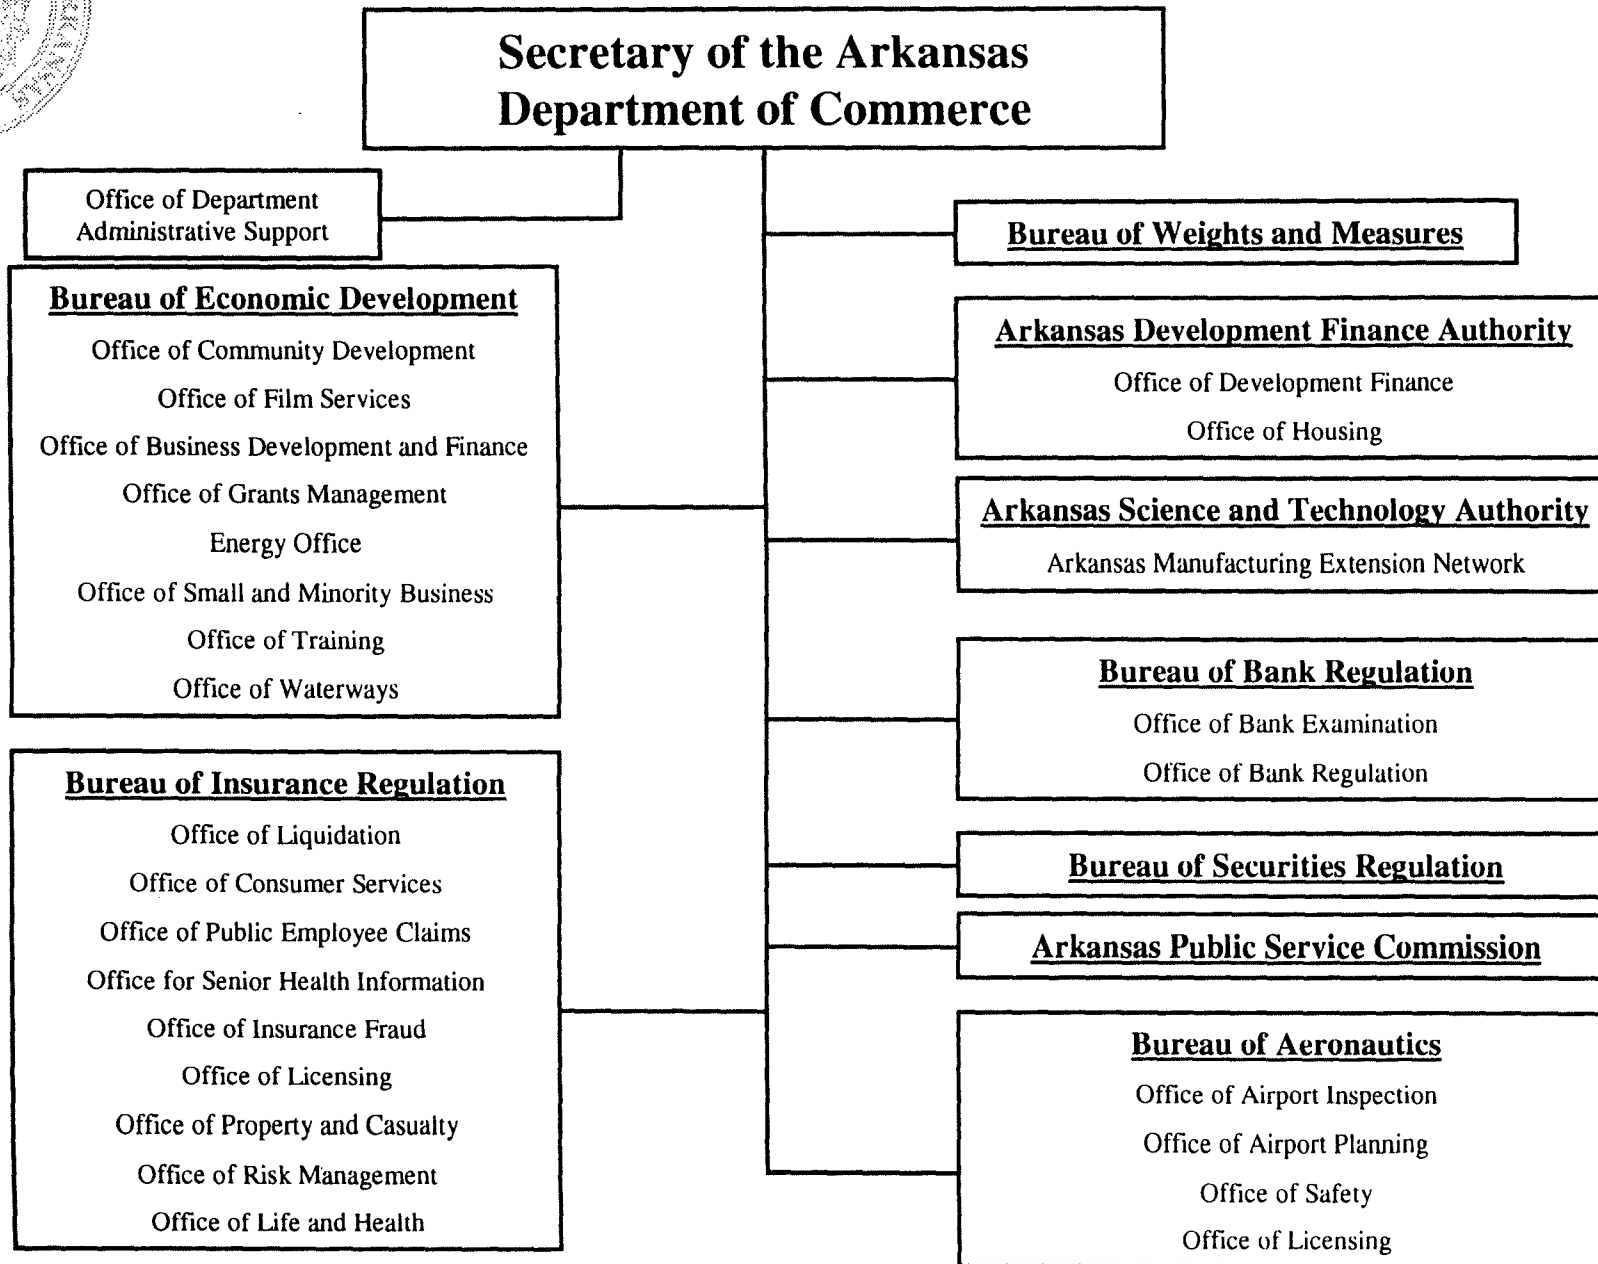 Secretary of the Arkansas
Department of Commerce
Office of Department
Administrative Support
Bureau of Economic Development
Office of Community Development
Office of Film Services
Office of Business Development and Finance
Office of Grants Management
Energy Office
Office of Small and Minority Business
Office of Training
Office of Waterways
Bureau of Insurance Regulation
Office of Liquidation
Office of Consumer Services
Office of Public Employee Claims
Office for Senior Health Information
Office of Insurance Fraud
Office of Licensing
Office of Property and Casualty
Office of Risk Management
Office of Life and Health
Bureau of Weights and Measures
Arkansas Development Finance Authority
Office of Development Finance
Office of Housing
Arkansas Science and Technology Authority
Arkansas Manufacturing Extension Network
Bureau of Bank Regulation
Office of Bank Examination
Office of Bank Regulation
Bureau of Securities Regulation
Arkansas Public Service Commission
Bureau of Aeronautics
Office of Airport Inspection
Office of Airport Planning
Office of Safety
Office of Licensing